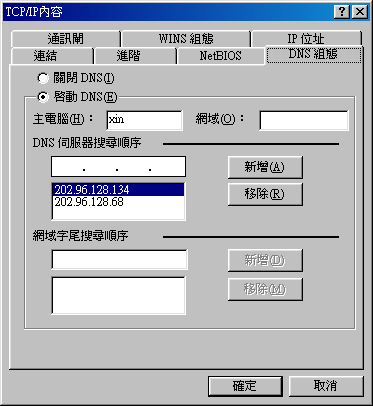 TCP/IP內容
通訊閘 WINS 組態 IP 位址
連結 進階 NetBIOS DNS 組態
關閉 DNS(I)
啓動 DNS(E)
主電腦(H)： xin 網域(O)：
DNS 伺服器搜尋順序
. . . 新增(A)
202.96.128.134 移除(R)
202.96.128.68
網域字尾搜尋順序
新增(D)
移除(M)
確定 取消